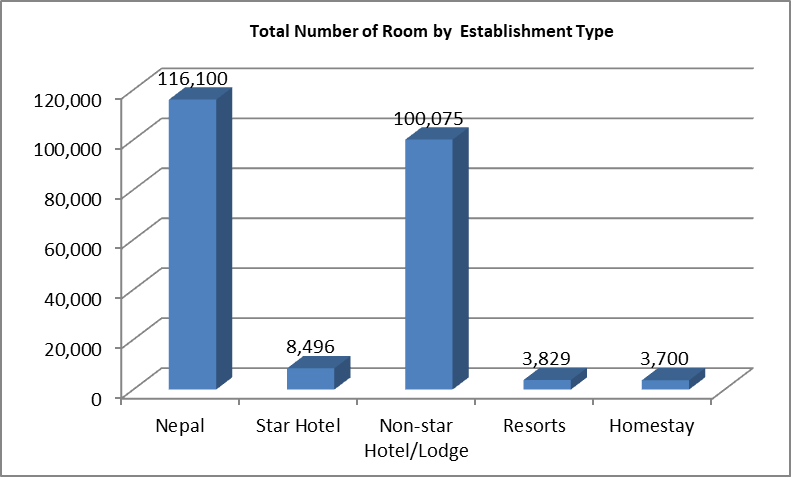 Total Number of Room by  Establishment Type
116,100
100,075
8,496
3,829
3,700
120,000
100,000
80,000
60,000
40,000
20,000
0
Nepal
Star Hotel
Non-star
Hotel/Lodge
Resorts
Homestay